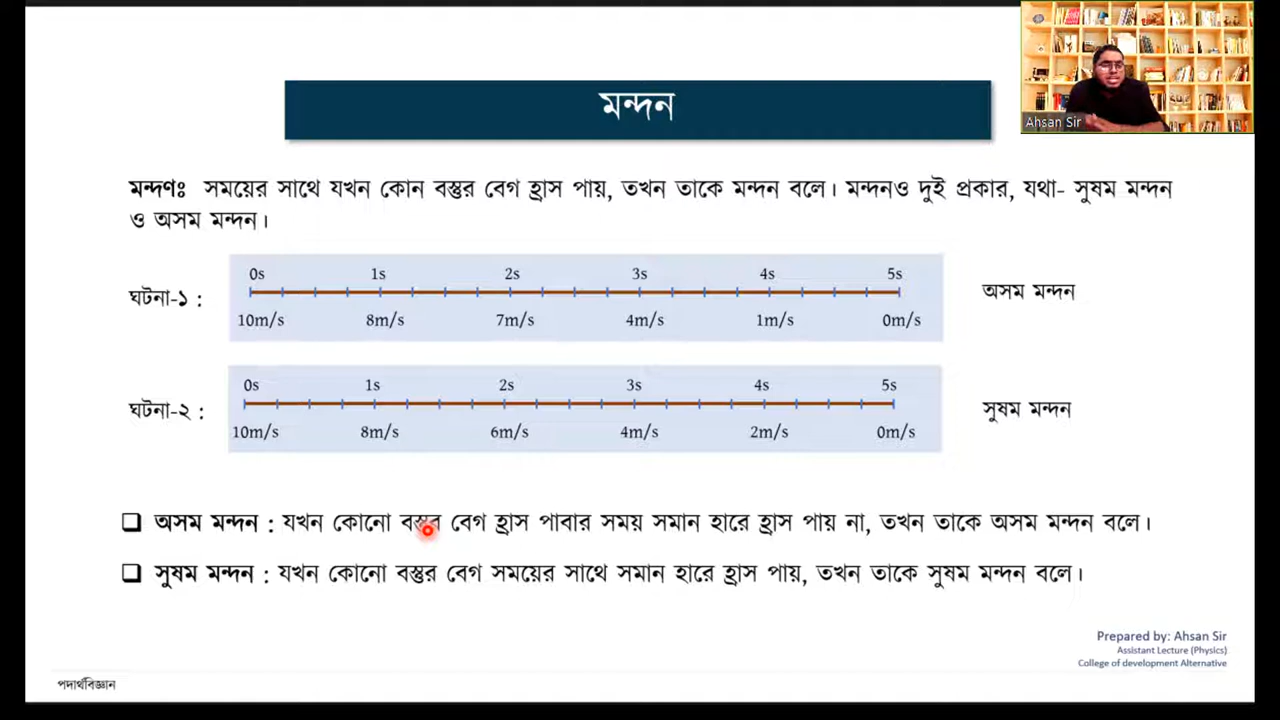 Ahsan Sir
মন্দন
মন্দণঃ সময়ের সাথে যখন কোন বস্তুর বেগ হ্রাস পায়, তখন তাকে মন্দন বলে। মন্দনও দুই প্রকার, যথা- সুষম মন্দন
ও অসম মন্দন।
ঘটনা-১ :
0s 1s 2s 3s 4s 5s
10m/s 8m/s 7m/s 4m/s 1m/s 0m/s
অসম মন্দন
ঘটনা-২ :
0s 1s 2s 3s 4s 5s
10m/s 8m/s 6m/s 4m/s 2m/s 0m/s
সুষম মন্দন
অসম মন্দন : যখন কোনো বস্তুর বেগ হ্রাস পাবার সময় সমান হারে হ্রাস পায় না, তখন তাকে অসম মন্দন বলে।
সুষম মন্দন : যখন কোনো বস্তুর বেগ সময়ের সাথে সমান হারে হ্রাস পায়, তখন তাকে সুষম মন্দন বলে।
Prepared by: Ahsan Sir
Assistant Lecture (Physics)
College of development Alternative
পদার্থবিজ্ঞান